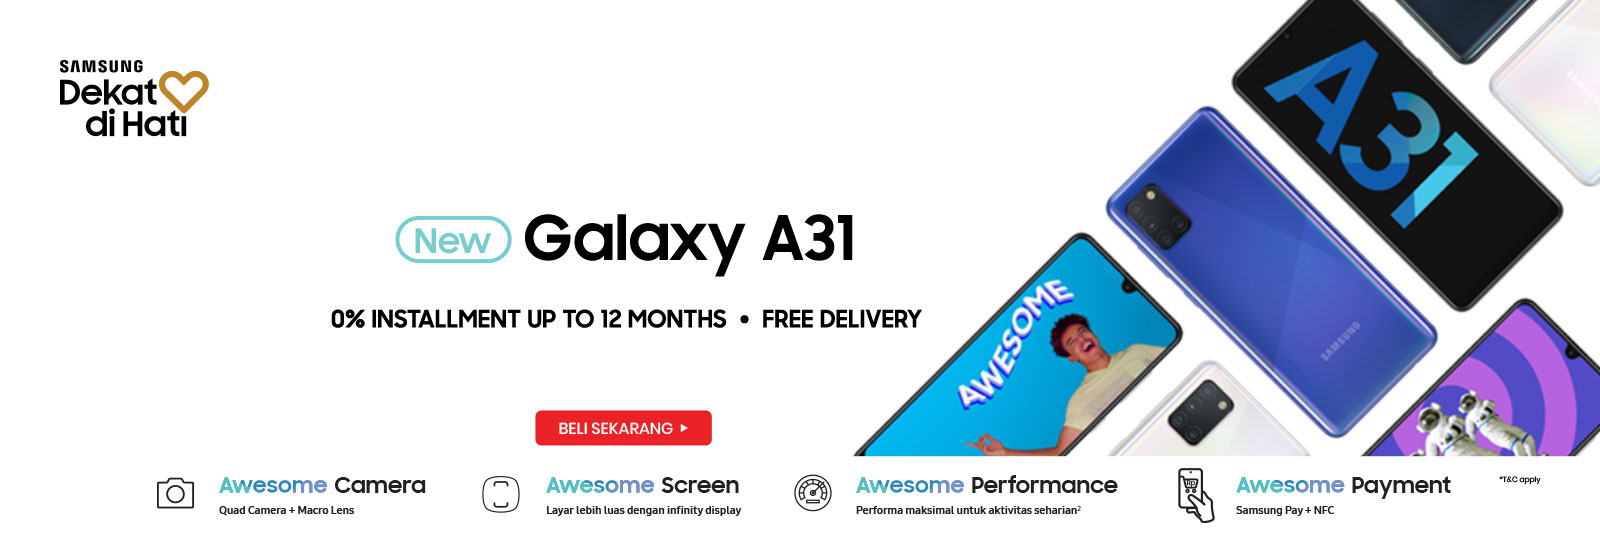 SAMSUNG
Dekat
di Hati
New Galaxy A31
0% INSTALLMENT UP TO 12 MONTHS • FREE DELIVERY
BELI SEKARANG
A31
SAMSUNG
SAMSUNG
AWESOME
Awesome Camera
Quad Camera + Macro Lens
Awesome Screen
Layar lebih luas dengan infinity display
Awesome Performance
Performa maksimal untuk aktivitas seharian²
RP
Awesome Payment
Samsung Pay + NFC
*T&C apply